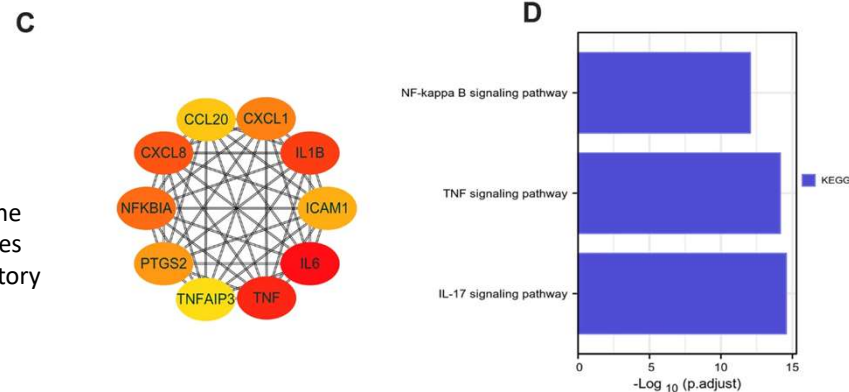 C
CCL20
CXCL1
CXCL8
IL1B
NFKBIA
ICAM1
PTGS2
IL6
TNFAIP3
TNF
D
NF-kappa B signaling pathway
TNF signaling pathway
IL-17 signaling pathway
KEGG
0 5 10 15
-Log 10 (p.adjust)